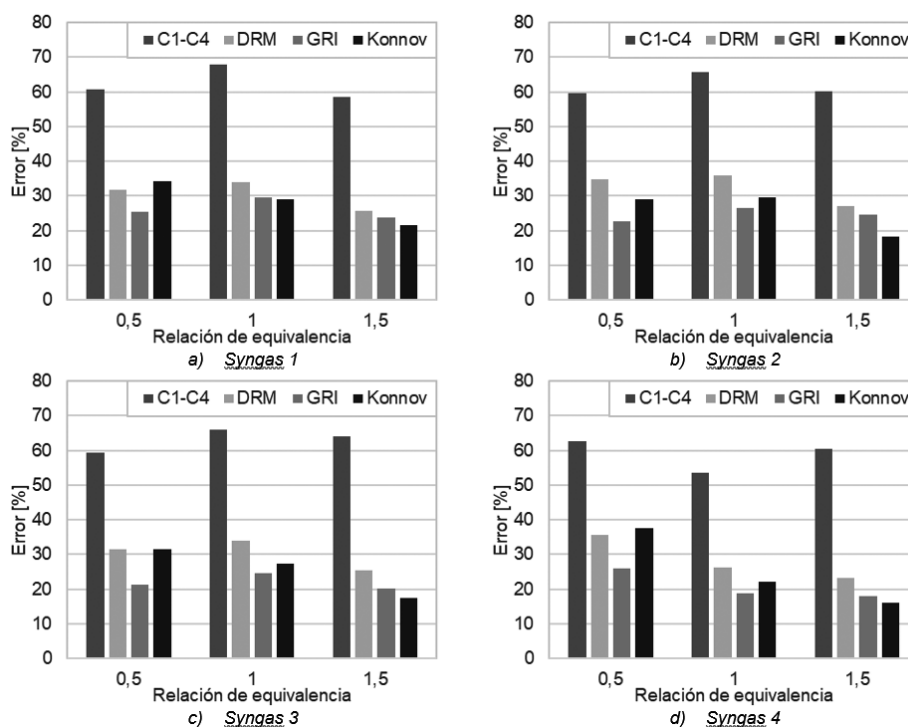 80
70
60
50
40
30
20
10
0
Error [%]
C1-C4 DRM GRI Konnov
0,5 1 1,5
Relación de equivalencia
a) Syngas 1
80
70
60
50
40
30
20
10
0
Error [%]
C1-C4 DRM GRI Konnov
0,5 1 1,5
Relación de equivalencia
b) Syngas 2
80
70
60
50
40
30
20
10
0
Error [%]
C1-C4 DRM GRI Konnov
0,5 1 1,5
Relación de equivalencia
c) Syngas 3
80
70
60
50
40
30
20
10
0
Error [%]
C1-C4 DRM GRI Konnov
0,5 1 1,5
Relación de equivalencia
d) Syngas 4